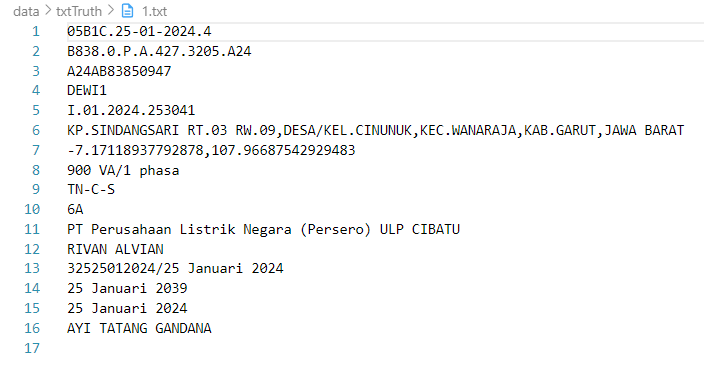 data > txtTruth > 1.txt
1 05B1C.25-01-2024.4
2 B838.0.P.A.427.3205.A24
3 A24AB83850947
4 DEWI1
5 I.01.2024.253041
6 KP.SINDANGSARI RT.03 RW.09,DESA/KEL.CINUNUK,KEC.WANARAJA,KAB.GARUT,JAWA BARAT
7 -7.17118937792878,107.96687542929483
8 900 VA/1 phasa
9 TN-C-S
10 6A
11 PT Perusahaan Listrik Negara (Persero) ULP CIBATU
12 RIVAN ALVIAN
13 32525012024/25 Januari 2024
14 25 Januari 2039
15 25 Januari 2024
16 AYI TATANG GANDANA
17